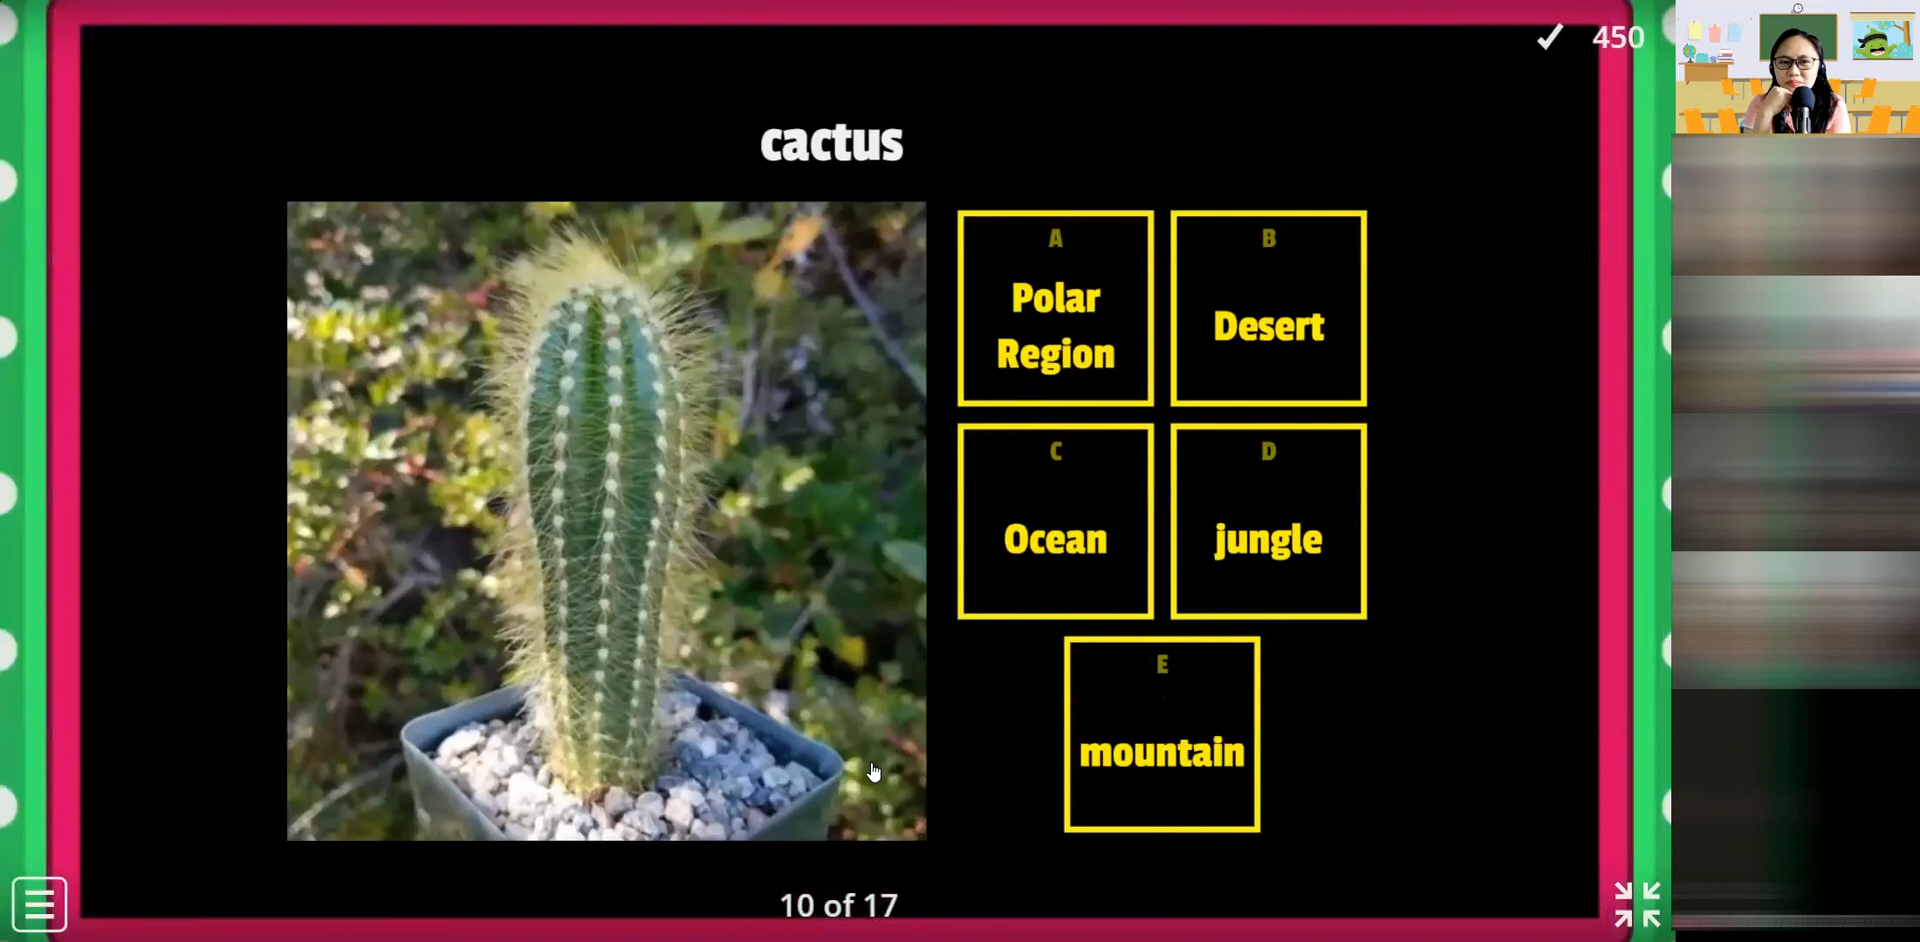 450
cactus
A
Polar
Region
B
Desert
C
Ocean
D
jungle
E
mountain
10 of 17